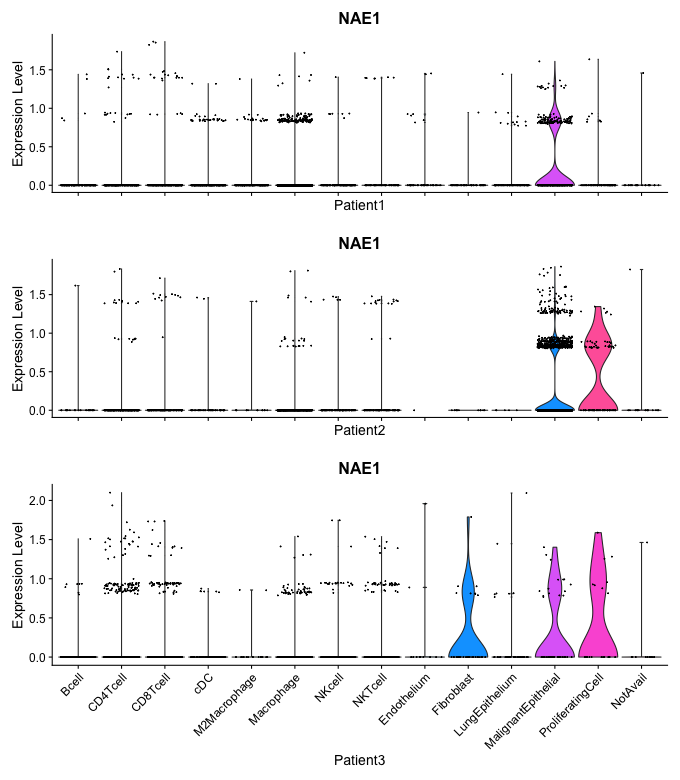 NAE1
Expression Level
1.5
1.0
0.5
0.0
Patient1
NAE1
Expression Level
1.5
1.0
0.5
0.0
Patient2
NAE1
Expression Level
2.0
1.5
1.0
0.5
0.0
Bcell
CD4Tcell
CD8Tcell
cDC
M2Macrophage
Macrophage
NKcell
NKTcell
Endothelium
Fibroblast
LungEpithelium
MalignantEpithelial
ProliferatingCell
NotAvail
Patient3